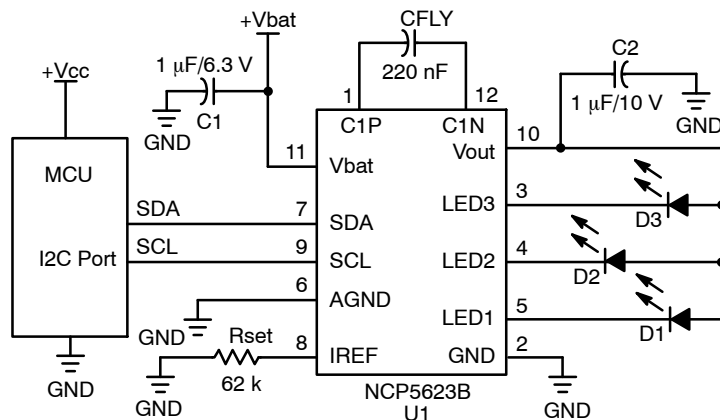 +Vbat
CFLY
220 nF
C2
1 µF/10 V
GND
+Vcc
1 µF/6.3 V
C1
GND
1
12
C1P
C1N
11
Vbat
Vout
10
MCU
I2C Port
SDA
7
SDA
LED3
3
D3
SCL
9
SCL
LED2
4
D2
6
AGND
GND
LED1
5
D1
Rset
62 k
8
IREF
GND
2
GND
GND
GND
NCP5623B
U1